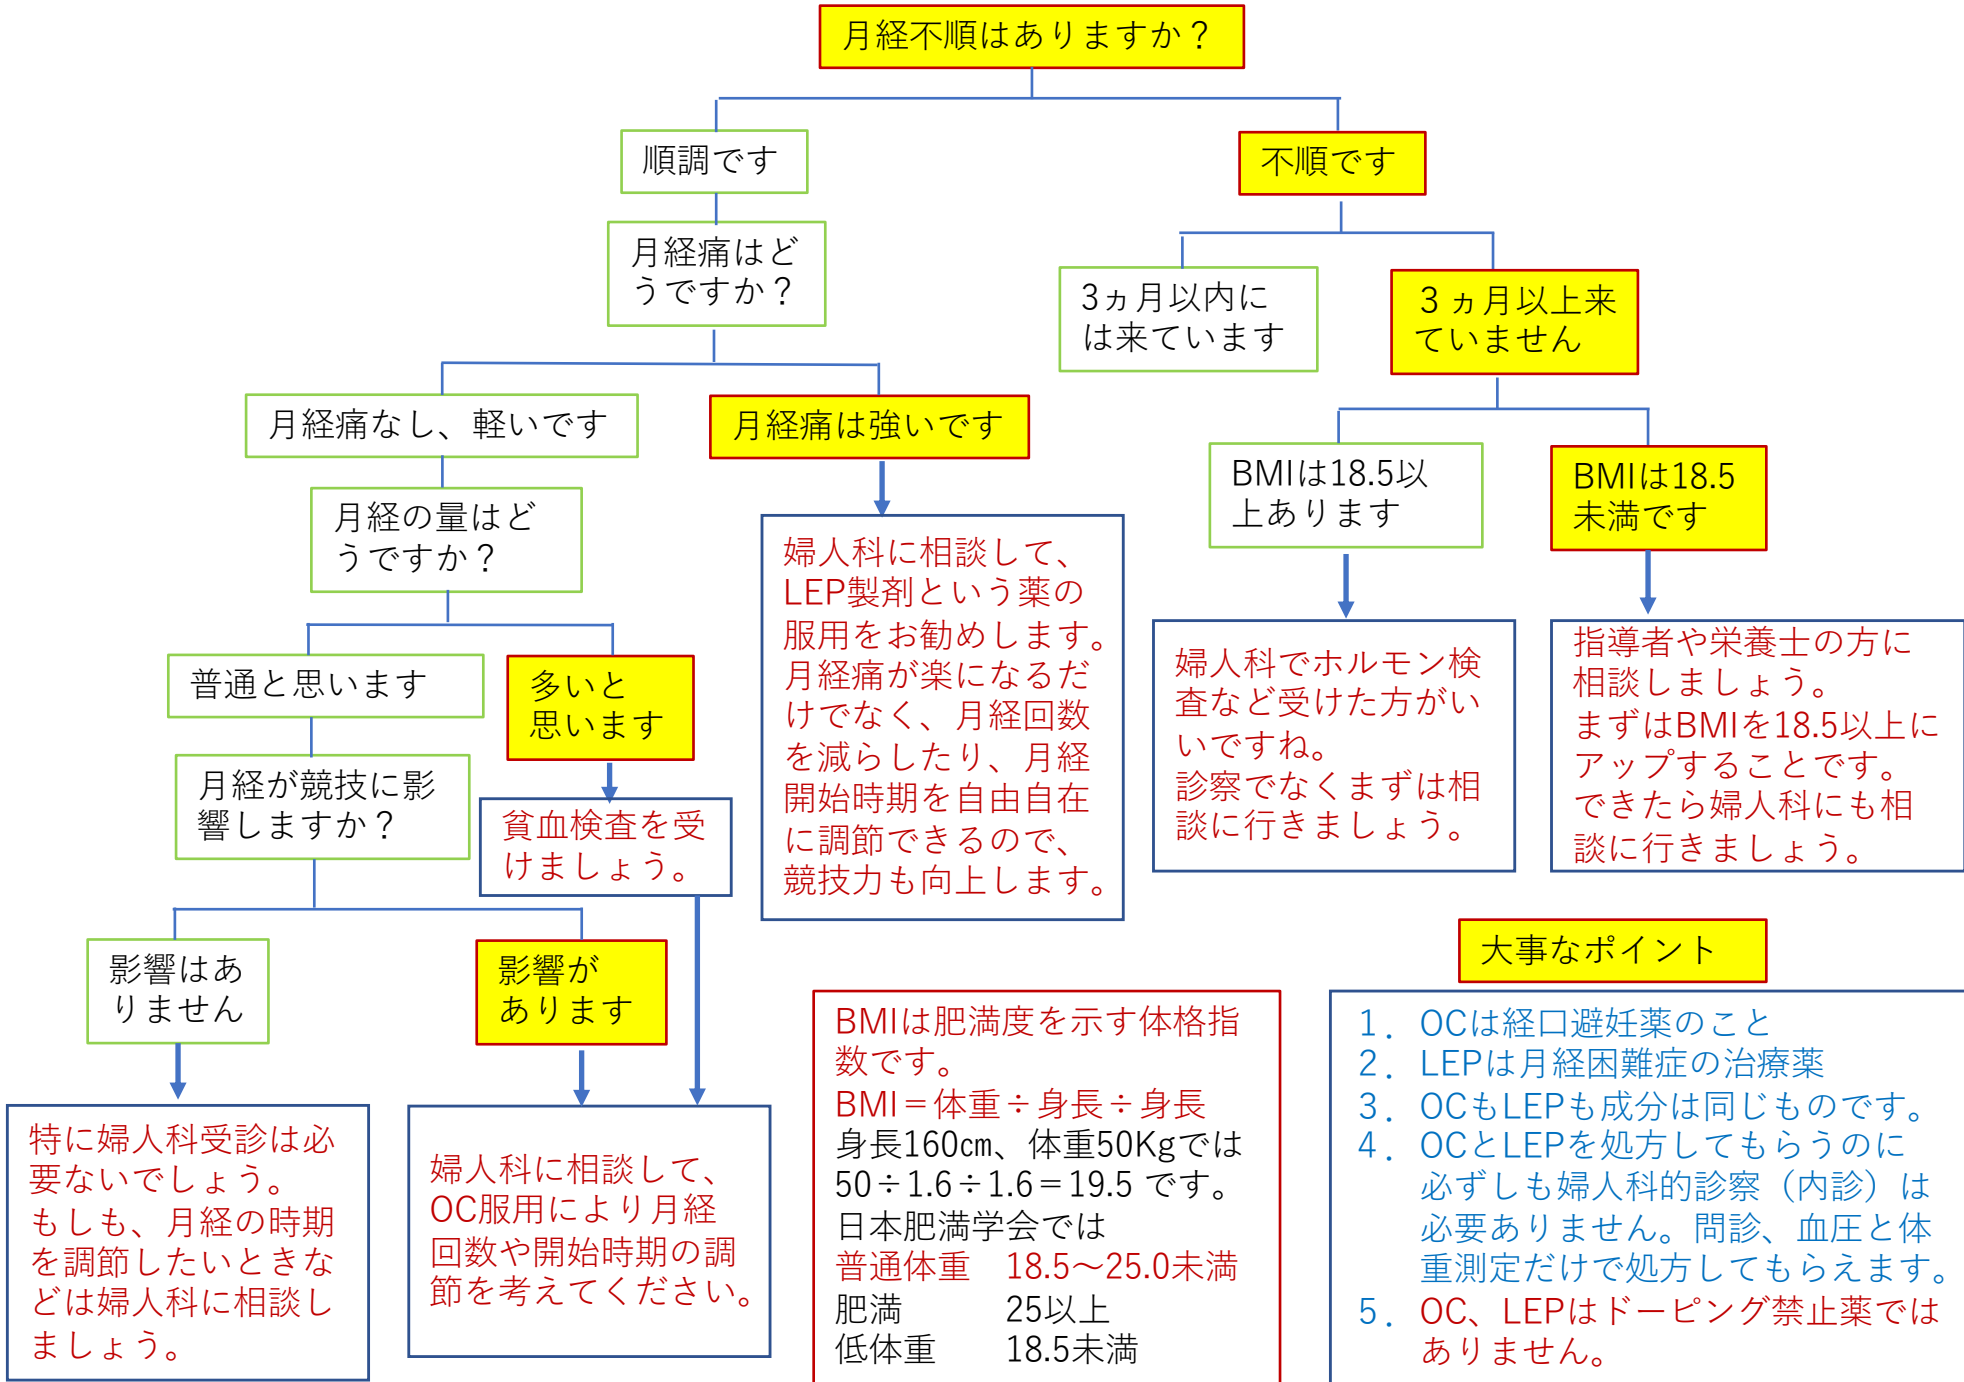 月経不順はありますか？
順調です
不順です
月経痛はど
うですか？
3ヵ月以内に
は来ています
３ヵ月以上来
ていません
月経痛なし、軽いです
月経痛は強いです
BMIは18.5以
上あります
BMIは18.5
未満です
月経の量はど
うですか？
婦人科に相談して、
LEP製剤という薬の
服用をお勧めします。
月経痛が楽になるだ
けでなく、月経回数
を減らしたり、月経
開始時期を自由自在
に調節できるので、
競技力も向上します。
婦人科でホルモン検
査など受けた方がい
いですね。
診察でなくまずは相
談に行きましょう。
指導者や栄養士の方に
相談しましょう。
まずはBMIを18.5以上に
アップすることです。
できたら婦人科にも相
談に行きましょう。
普通と思います
多いと
思います
月経が競技に影
響しますか？
貧血検査を受
けましょう。
影響はあ
りません
影響が
あります
特に婦人科受診は必
要ないでしょう。
もしも、月経の時期
を調節したいときな
どは婦人科に相談し
ましょう。
婦人科に相談して、
OC服用により月経
回数や開始時期の調
節を考えてください。
BMIは肥満度を示す体格指
数です。
BMI＝体重÷身長÷身長
身長160㎝、体重50Kgでは
50÷1.6÷1.6＝19.5 です。
日本肥満学会では
普通体重　18.5～25.0未満
肥満　　　25以上
低体重　　18.5未満
大事なポイント
1．OCは経口避妊薬のこと
2．LEPは月経困難症の治療薬
3．OCもLEPも成分は同じものです。
4．OCとLEPを処方してもらうのに
必ずしも婦人科的診察（内診）は
必要ありません。問診、血圧と体
重測定だけで処方してもらえます。
5．OC、LEPはドーピング禁止薬では
ありません。